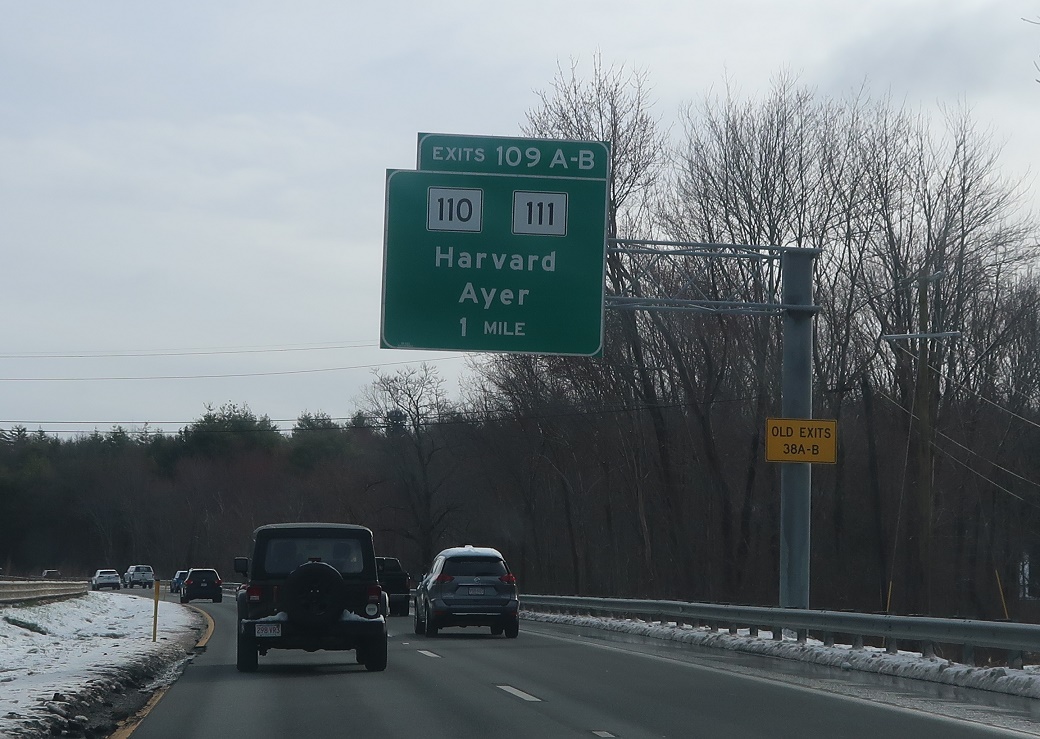 EXITS 109 A-B
110 111
Harvard
Ayer
1 MILE
OLD EXITS
38A-B